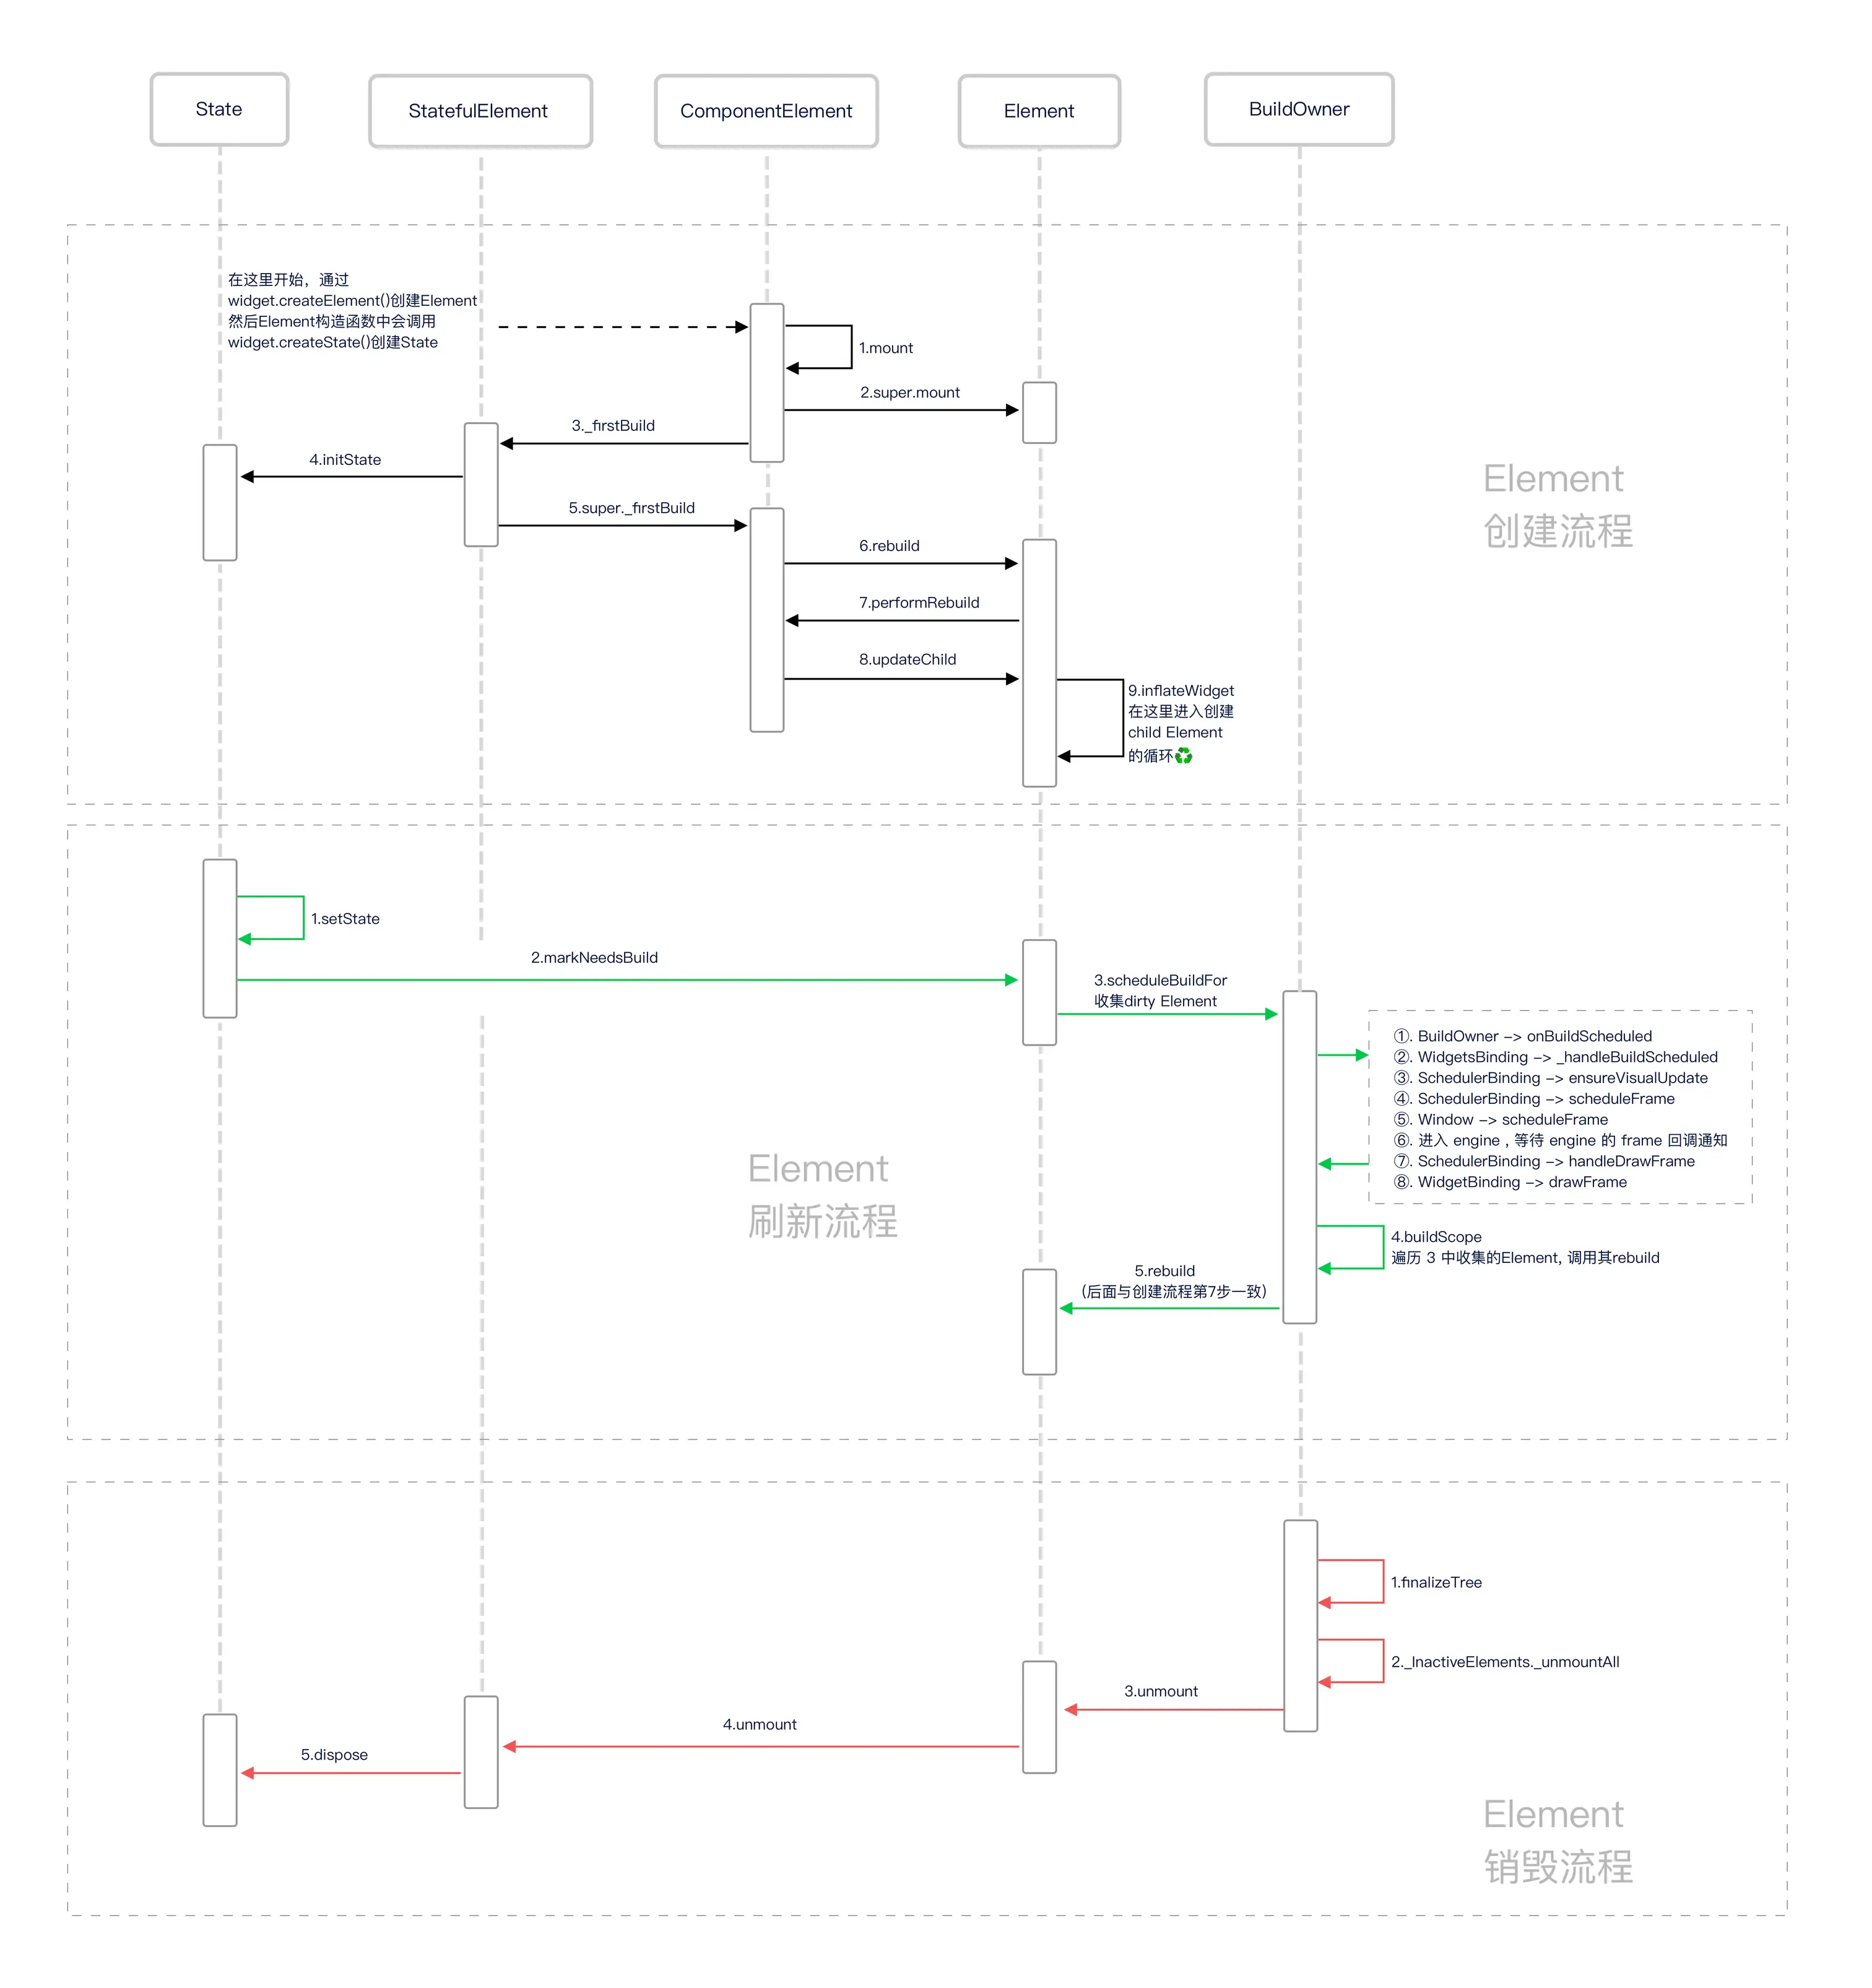 State
StatefulElement
ComponentElement
Element
BuildOwner
在这里开始，通过
widget.createElement()创建Element
然后Element构造函数中会调用
widget.createState()创建State
1.mount
2.super.mount
3._firstBuild
4.initState
5.super._firstBuild
6.rebuild
7.performRebuild
8.updateChild
9.inflateWidget
在这里进入创建
child Element
的循环♻
Element
创建流程
1.setState
2.markNeedsBuild
3.scheduleBuildFor
收集dirty Element
①. BuildOwner -> onBuildScheduled
②. WidgetsBinding -> _handleBuildScheduled
③. SchedulerBinding -> ensureVisualUpdate
④. SchedulerBinding -> scheduleFrame
⑤. Window -> scheduleFrame
⑥. 进入 engine , 等待 engine 的 frame 回调通知
⑦. SchedulerBinding -> handleDrawFrame
⑧. WidgetBinding -> drawFrame
Element
刷新流程
4.buildScope
遍历 3 中收集的Element, 调用其rebuild
5.rebuild
(后面与创建流程第7步一致)
1.finalizeTree
2._InactiveElements._unmountAll
3.unmount
4.unmount
5.dispose
Element
销毁流程